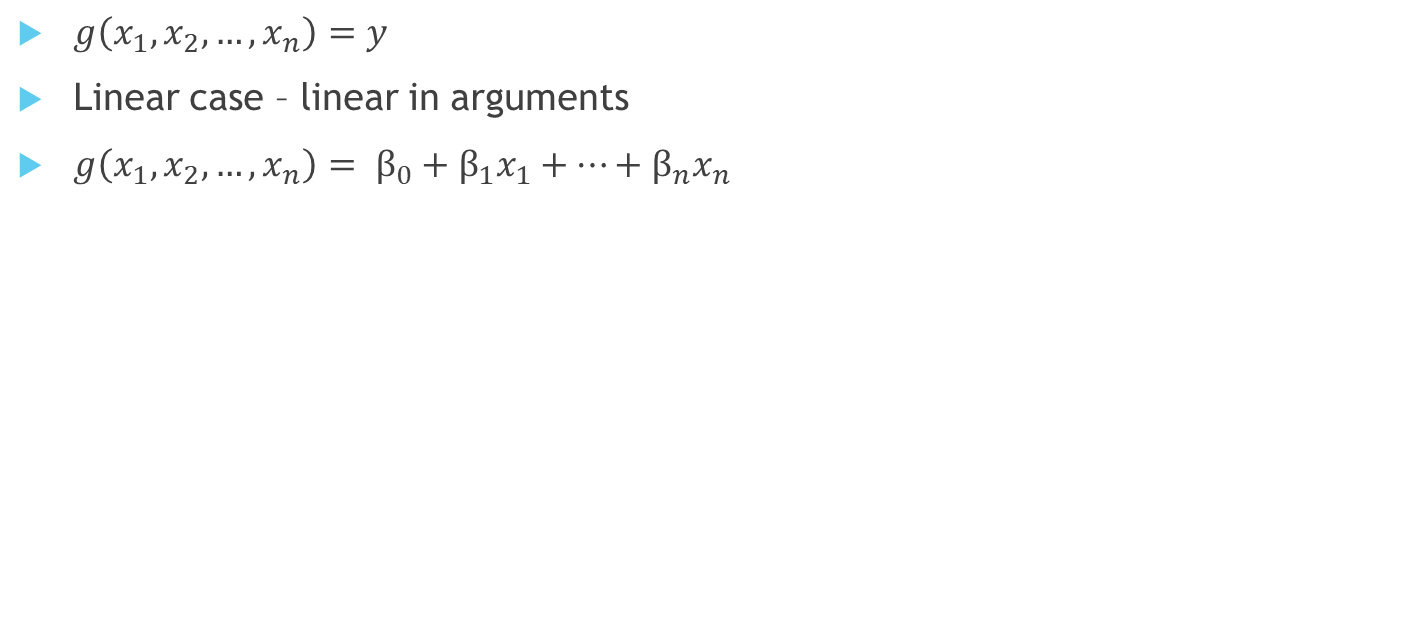 g(x₁, x₂, …, xₙ) = y
Linear case – linear in arguments
g(x₁, x₂, …, xₙ) = β₀ + β₁x₁ + ⋯ + βₙxₙ